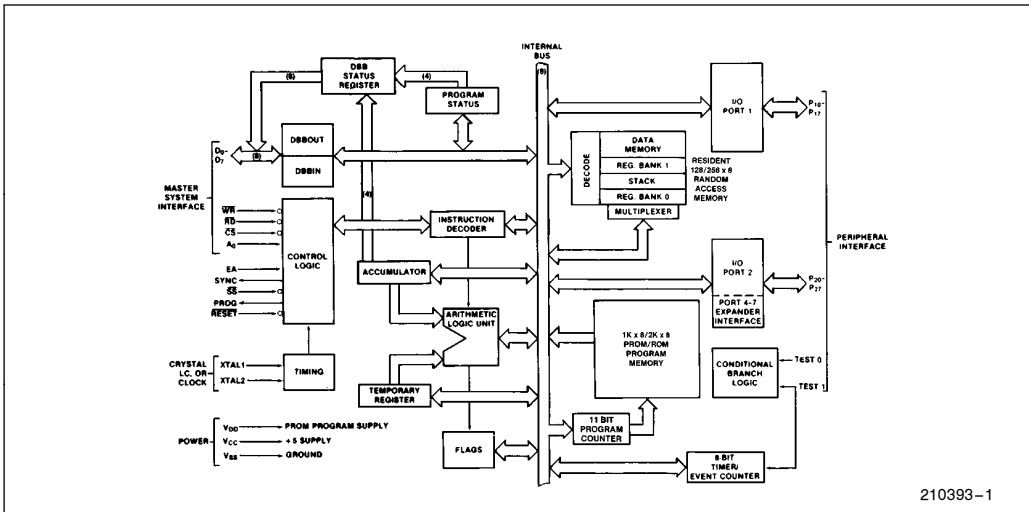 INTERNAL
BUS
(8)
DBB
STATUS
REGISTER
(8)
(4)
PROGRAM
STATUS
D0-
D7
(8)
DBBOUT
DBBIN
MASTER
SYSTEM
INTERFACE
WR
RD
CS
A0
EA
SYNC
SS
PROG
RESET
CONTROL
LOGIC
(4)
INSTRUCTION
DECODER
ACCUMULATOR
ARITHMETIC
LOGIC UNIT
TEMPORARY
REGISTER
FLAGS
CRYSTAL
LC, OR
CLOCK
XTAL1
XTAL2
TIMING
POWER
VDD
PROM PROGRAM SUPPLY
VCC
+5 SUPPLY
VSS
GROUND
I/O
PORT 1
P10-
P17
DECODE
DATA
MEMORY
REG. BANK 1
STACK
REG. BANK 0
MULTIPLEXER
RESIDENT
128/256 x 8
RANDOM
ACCESS
MEMORY
PERIPHERAL
INTERFACE
I/O
PORT 2
PORT 4-7
EXPANDER
INTERFACE
P20-
P27
1K x 8/2K x 8
PROM/ROM
PROGRAM
MEMORY
CONDITIONAL
BRANCH
LOGIC
TEST 0
TEST 1
11 BIT
PROGRAM
COUNTER
8-BIT
TIMER/
EVENT COUNTER
210393-1